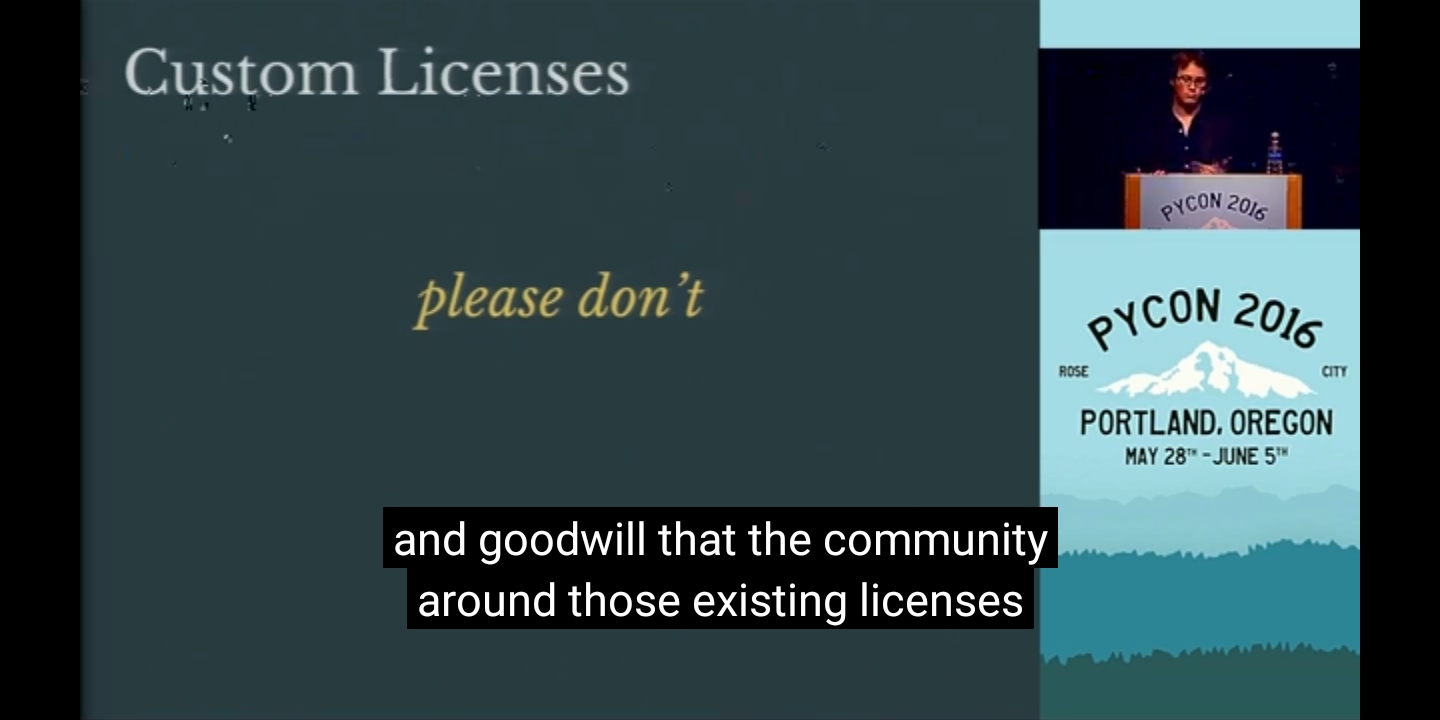 Custom Licenses
please don’t
PYCON 2016
PYCON 2016
ROSE CITY
PORTLAND, OREGON
MAY 28TH - JUNE 5TH
and goodwill that the community
around those existing licenses